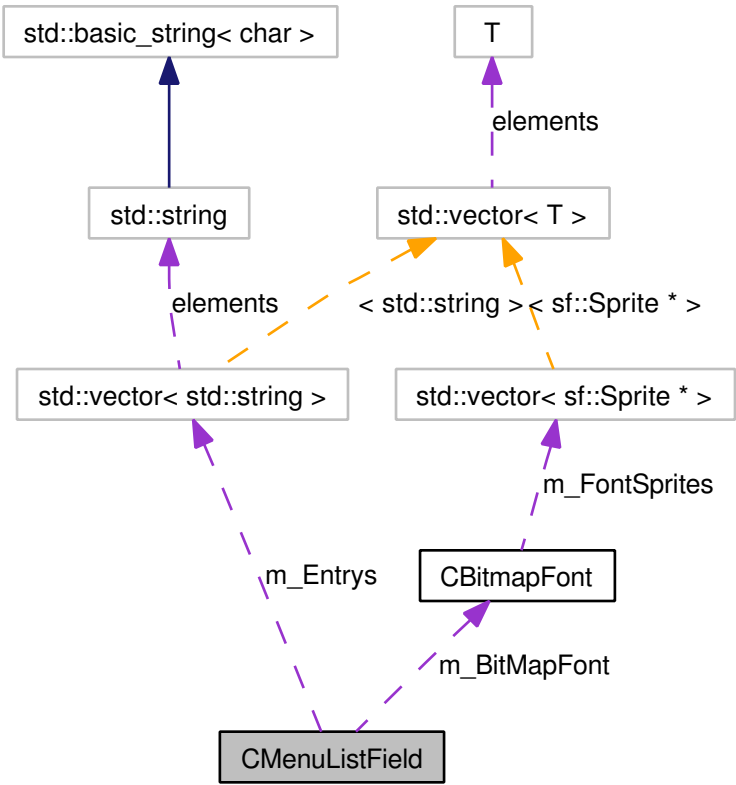 std::basic_string< char >
T
elements
std::string
std::vector< T >
elements
< std::string >
< sf::Sprite * >
std::vector< std::string >
std::vector< sf::Sprite * >
m_FontSprites
m_Entrys
CBitmapFont
m_BitMapFont
CMenuListField